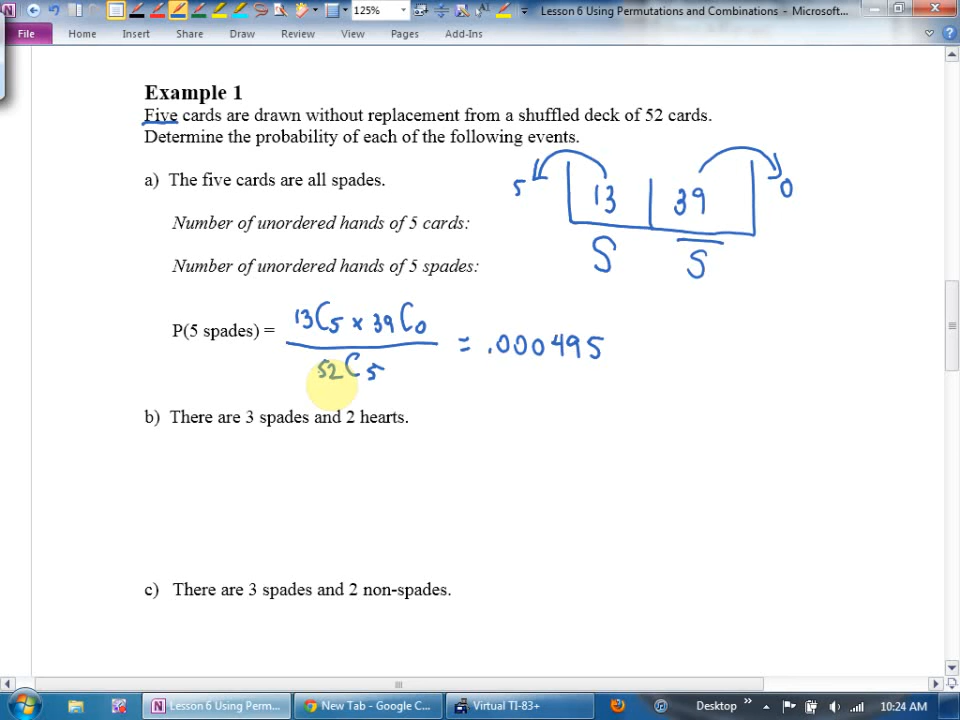 125% Lesson 6 Using Permutations and Combinations - Microsoft...
File Home Insert Share Draw Review View Pages Add-Ins
Example 1
Five cards are drawn without replacement from a shuffled deck of 52 cards.
Determine the probability of each of the following events.
a) The five cards are all spades.
5 13 39 0
S S̅
Number of unordered hands of 5 cards:
Number of unordered hands of 5 spades:
P(5 spades) = 13C5 x 39C0 / 52C5 = .000495
b) There are 3 spades and 2 hearts.
c) There are 3 spades and 2 non-spades.
Lesson 6 Using Perm... New Tab - Google C... Virtual TI-83+ Desktop » 10:24 AM